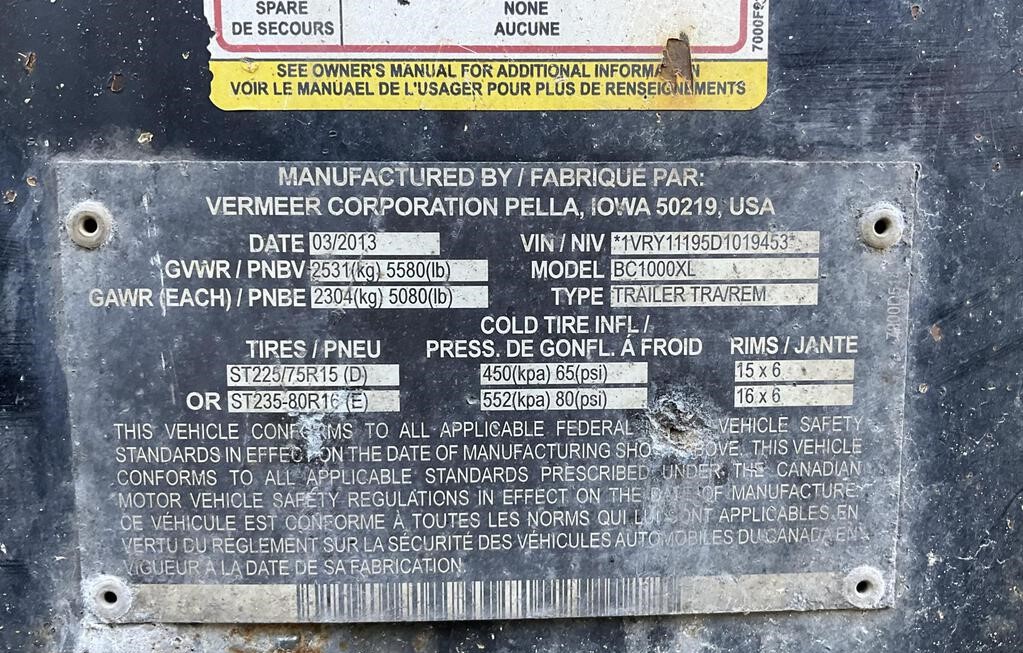 SPARE
DE SECOURS
NONE
AUCUNE
SEE OWNER'S MANUAL FOR ADDITIONAL
VOIR LE MANUAEL DE L'USAGER POUR PLUS DE
MANUFACTURED BY / FABRIQUÉ PAR:
VERMEER CORPORATION PELLA, IOWA 50219, USA
DATE 03/2013 VIN / NIV *1VRY11195D1019453*
GVWR / PNBV 2531(kg) 5580(lb) MODEL BC1000XL
GAWR (EACH) / PNBE 2304(kg) 5080(lb) TYPE TRAILER TRA/REM
COLD TIRE INFL /
TIRES / PNEU PRESS. DE GONFL. Á FROID RIMS / JANTE
ST225/75R15 (D) 450(kpa) 65(psi) 15 x 6
OR ST235-80R16 (E) 552(kpa) 80(psi) 16 x 6
THIS VEHICLE CONFORMS TO ALL APPLICABLE FEDERAL VEHICLE SAFETY
STANDARDS IN EFFECT ON THE DATE OF MANUFACTURING SHOWN ABOVE. THIS VEHICLE
CONFORMS TO ALL APPLICABLE STANDARDS PRESCRIBED UNDER THE CANADIAN
MOTOR VEHICLE SAFETY REGULATIONS IN EFFECT ON THE DATE OF MANUFACTURE.
CE VÉHICULE EST CONFORME À TOUTES LES NORMS QUI LUI SONT APPLICABLES EN
VERTU DU RÈGLEMENT SUR LA SÉCURITÉ DES VÉHICULES AUTOMOBILES DU CANADA EN
VIGUEUR À LA DATE DE SA FABRICATION.